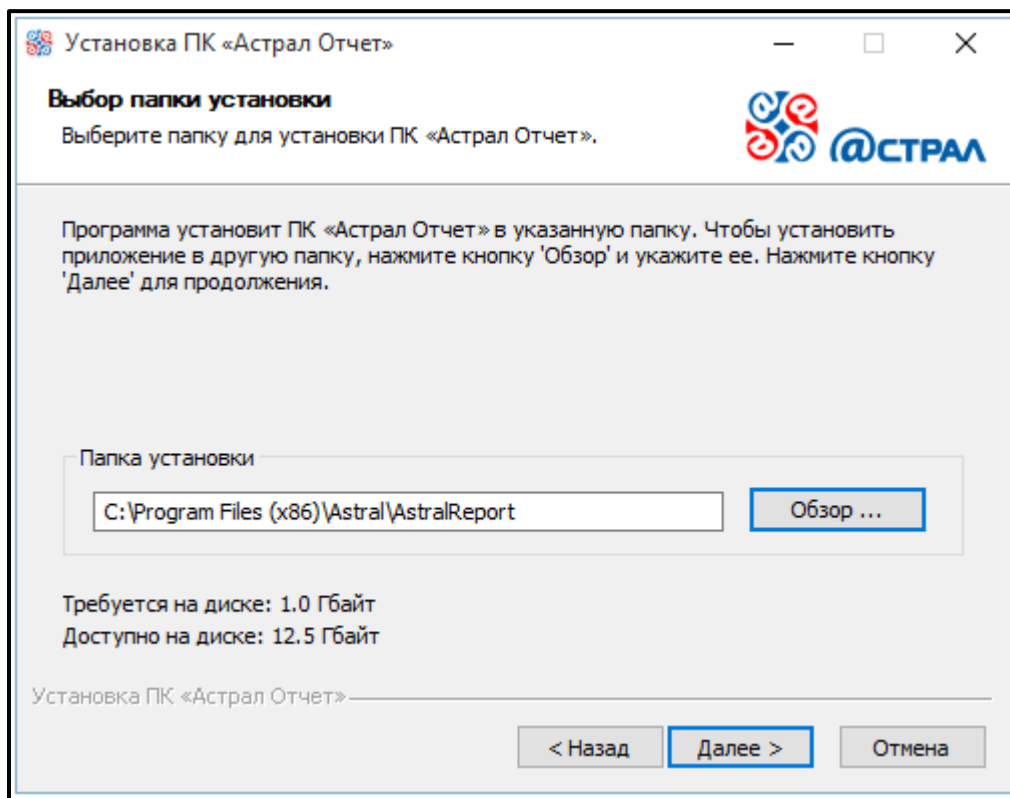 Установка ПК «Астрал Отчет»
Выбор папки установки
Выберите папку для установки ПК «Астрал Отчет».
@СТРАЛ
Программа установит ПК «Астрал Отчет» в указанную папку. Чтобы установить
приложение в другую папку, нажмите кнопку 'Обзор' и укажите ее. Нажмите кнопку
'Далее' для продолжения.
Папка установки
C:\Program Files (x86)\Astral\AstralReport
Обзор ...
Требуется на диске: 1.0 Гбайт
Доступно на диске: 12.5 Гбайт
Установка ПК «Астрал Отчет»
< Назад
Далее >
Отмена